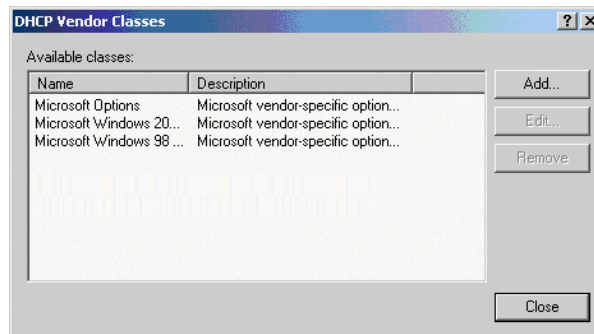 DHCP Vendor Classes
Available classes:
Name Description
Microsoft Options Microsoft vendor-specific option...
Microsoft Windows 20... Microsoft vendor-specific option...
Microsoft Windows 98 ... Microsoft vendor-specific option...
Add...
Edit...
Remove
Close